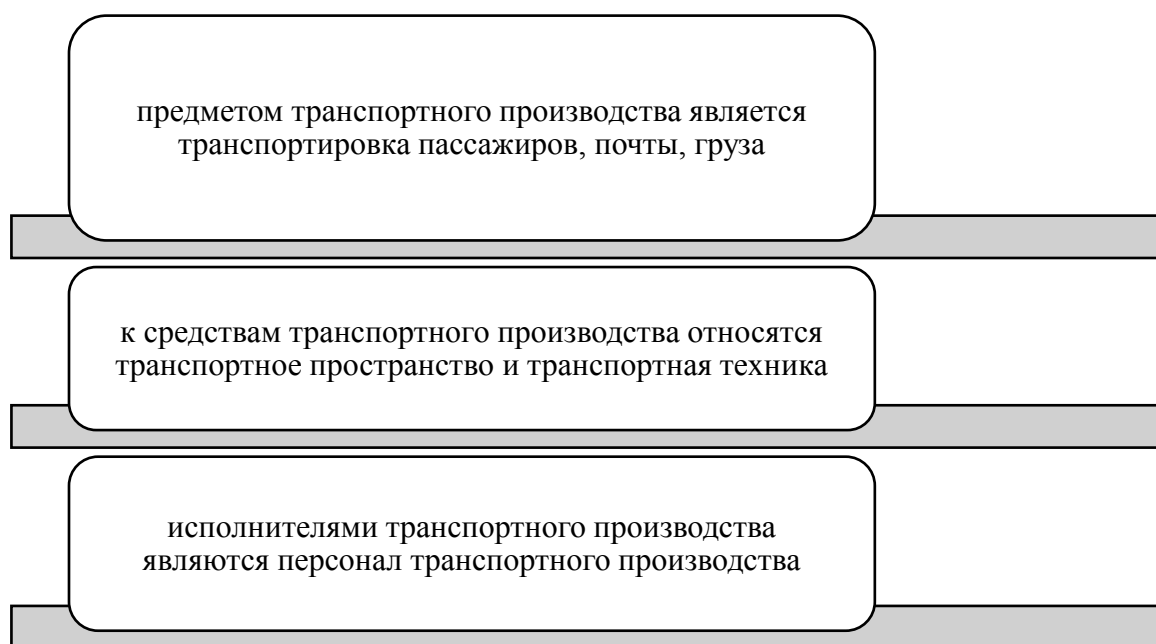 предметом транспортного производства является
транспортировка пассажиров, почты, груза
к средствам транспортного производства относятся
транспортное пространство и транспортная техника
исполнителями транспортного производства
являются персонал транспортного производства